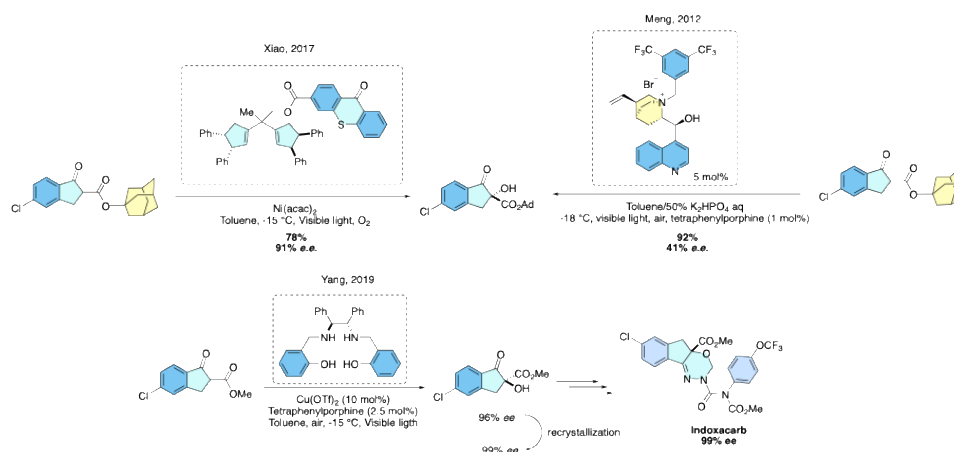 Xiao, 2017
Meng, 2012
O
O
O
Me
S
Ph
Ph
Ph
Ph
F₃C
CF₃
Br⁻
N⁺
OH
N
5 mol%
O
O
O
Cl
Ni(acac)₂
Toluene, -15 °C, Visible light, O₂
78%
91% e.e.
O
OH
CO₂Ad
Cl
Toluene/50% K₂HPO₄ aq
-18 °C, visible light, air, tetraphenylporphine (1 mol%)
92%
41% e.e.
O
O
O
Cl
Yang, 2019
Ph
Ph
NH
HN
OH
HO
O
O
OMe
Cl
Cu(OTf)₂ (10 mol%)
Tetraphenylporphine (2.5 mol%)
Toluene, air, -15 °C, Visible ligth
O
CO₂Me
OH
Cl
96% ee
recrystallization
99% ee
Cl
CO₂Me
O
N
N
O
N
CO₂Me
OCF₃
Indoxacarb
99% ee